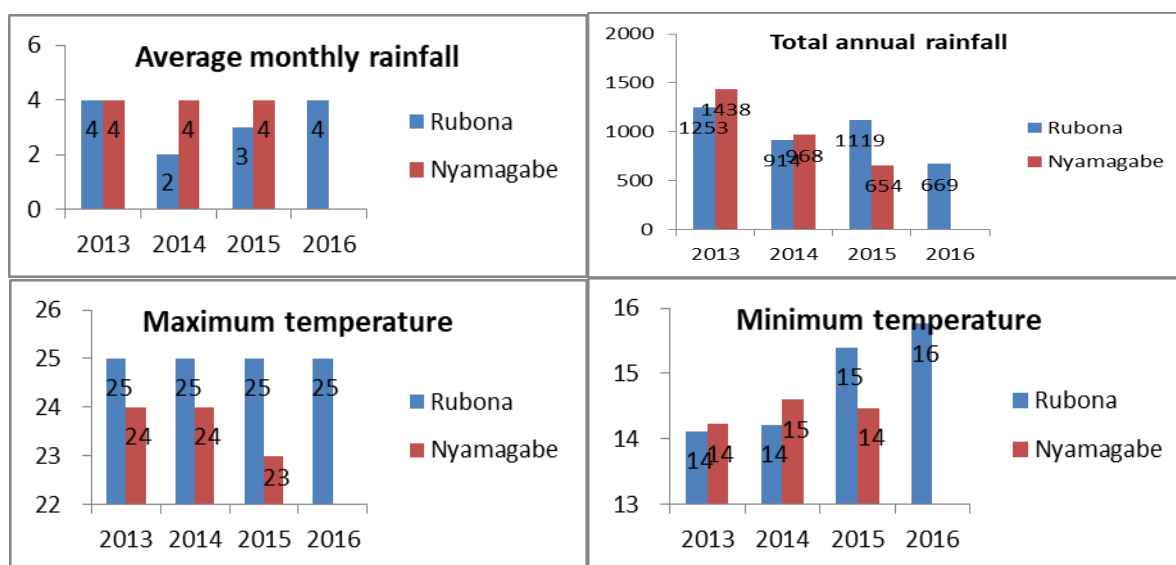 Average monthly rainfall
6
4
2
0
4 4
2 4
3 4
4
2013 2014 2015 2016
Rubona
Nyamagabe
Total annual rainfall
2000
1500
1000
500
0
1253 1438
914 968
1119 654
669
2013 2014 2015 2016
Rubona
Nyamagabe
Maximum temperature
26
25
24
23
22
25 24
25 24
25 23
25
2013 2014 2015 2016
Rubona
Nyamagabe
Minimum temperature
16
15
14
13
14 14
14 15
15 14
16
2013 2014 2015 2016
Rubona
Nyamagabe